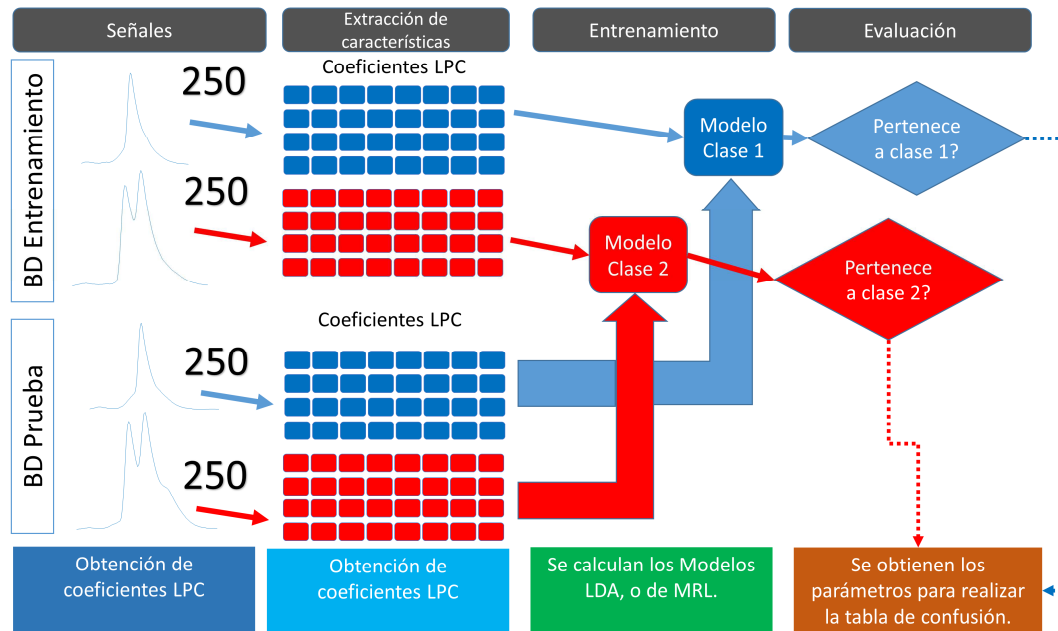 Señales
Extracción de
características
Entrenamiento
Evaluación
BD Entrenamiento
250
250
Coeficientes LPC
Modelo
Clase 1
Pertenece
a clase 1?
Modelo
Clase 2
Pertenece
a clase 2?
BD Prueba
250
250
Coeficientes LPC
Obtención de
coeficientes LPC
Obtención de
coeficientes LPC
Se calculan los Modelos
LDA, o de MRL.
Se obtienen los
parámetros para realizar
la tabla de confusión.